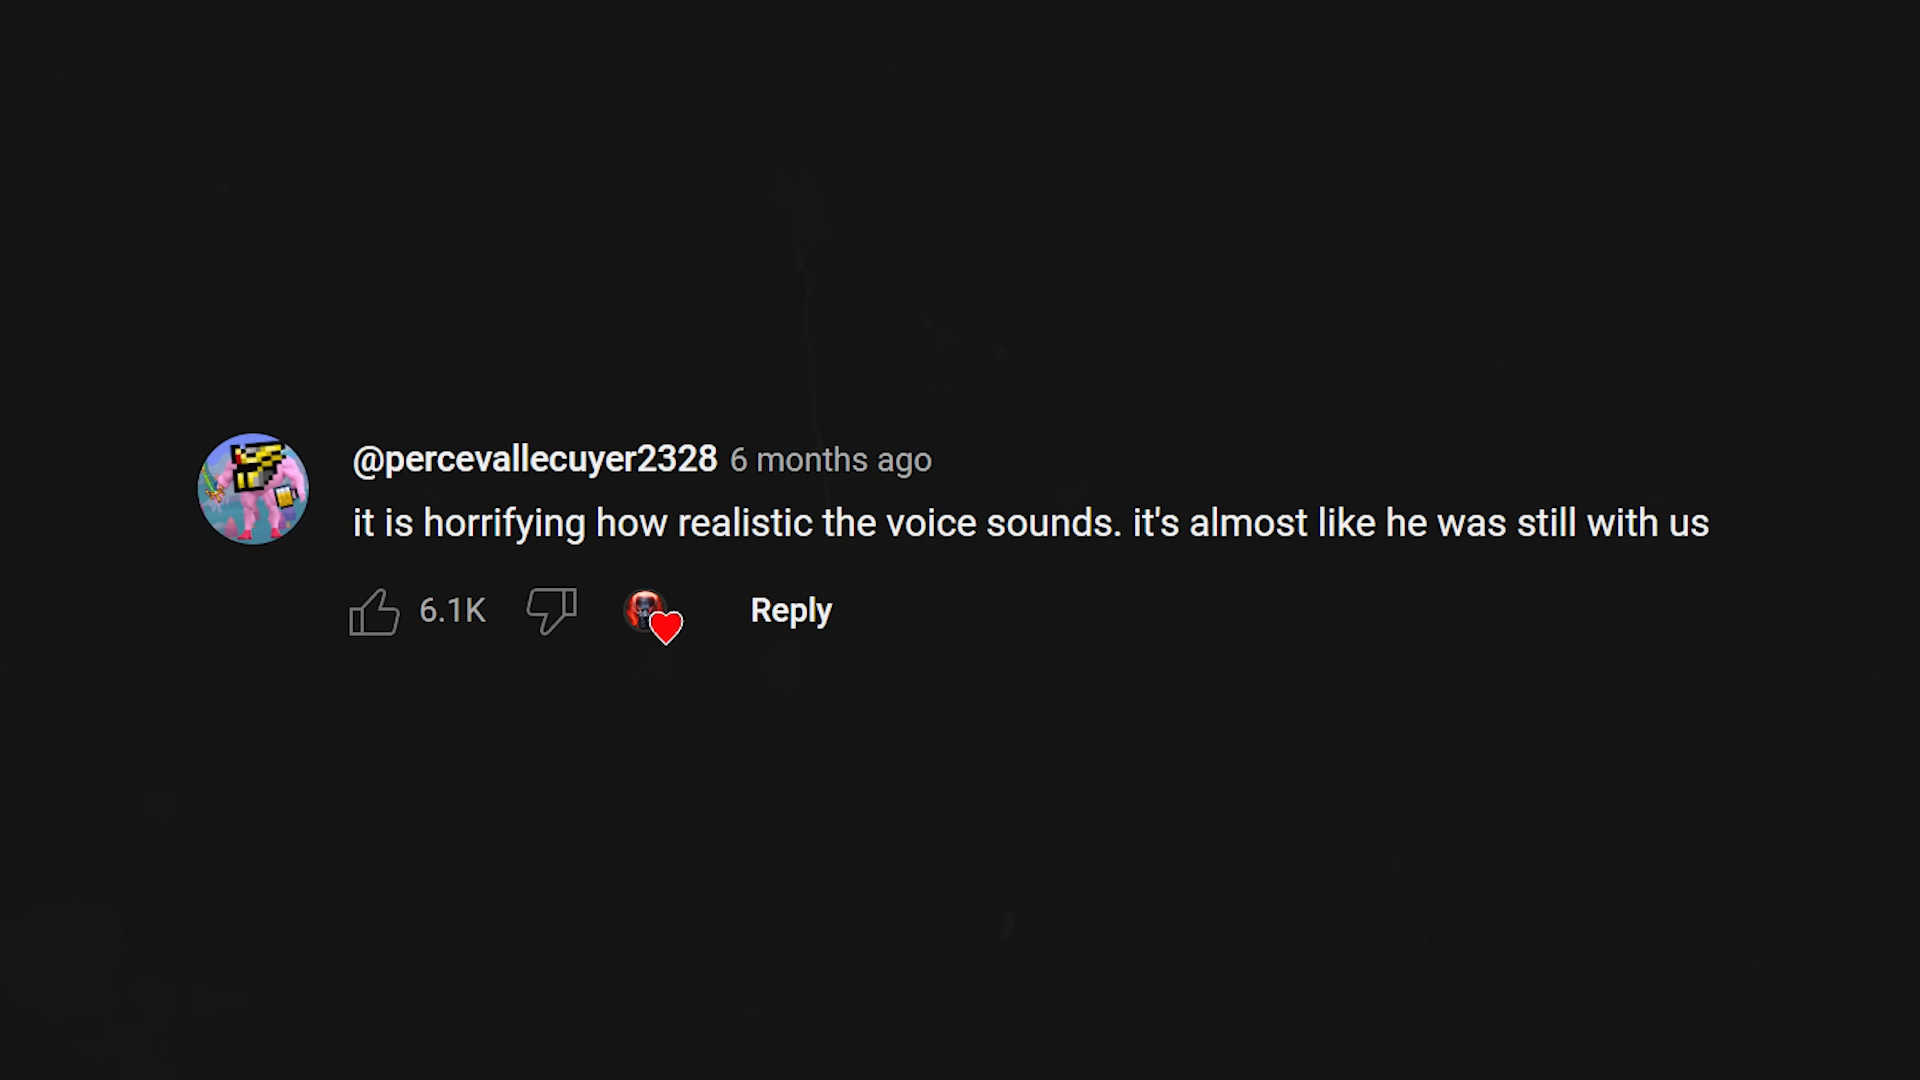 @percevallecuyer2328 6 months ago
it is horrifying how realistic the voice sounds. it's almost like he was still with us
6.1K Reply